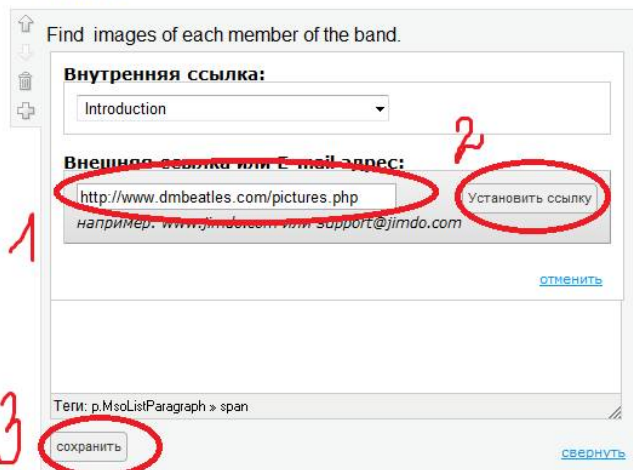 Find images of each member of the band.
Внутренняя ссылка:
Introduction
2
Внешняя ссылка или E-mail адрес:
http://www.dmbeatles.com/pictures.php
Установить ссылку
1
например: www.jimdo.com или support@jimdo.com
отменить
Теги: p.MsoListParagraph » span
3
сохранить
свернуть